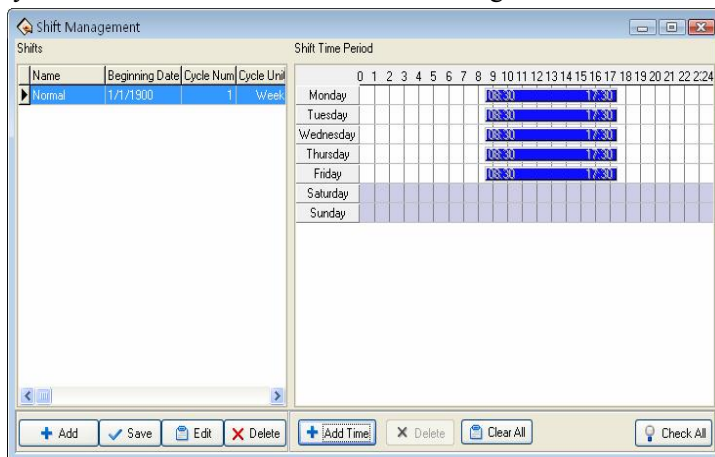 Shift Management
Shifts
Shift Time Period
Name Beginning Date Cycle Num Cycle Unit
Normal 1/1/1900 1 Week
0 1 2 3 4 5 6 7 8 9 10 11 12 13 14 15 16 17 18 19 20 21 22 2324
Monday 08:30 17:30
Tuesday 08:30 17:30
Wednesday 08:30 17:30
Thursday 08:30 17:30
Friday 08:30 17:30
Saturday
Sunday
Add Save Edit Delete Add Time Delete Clear All Check All